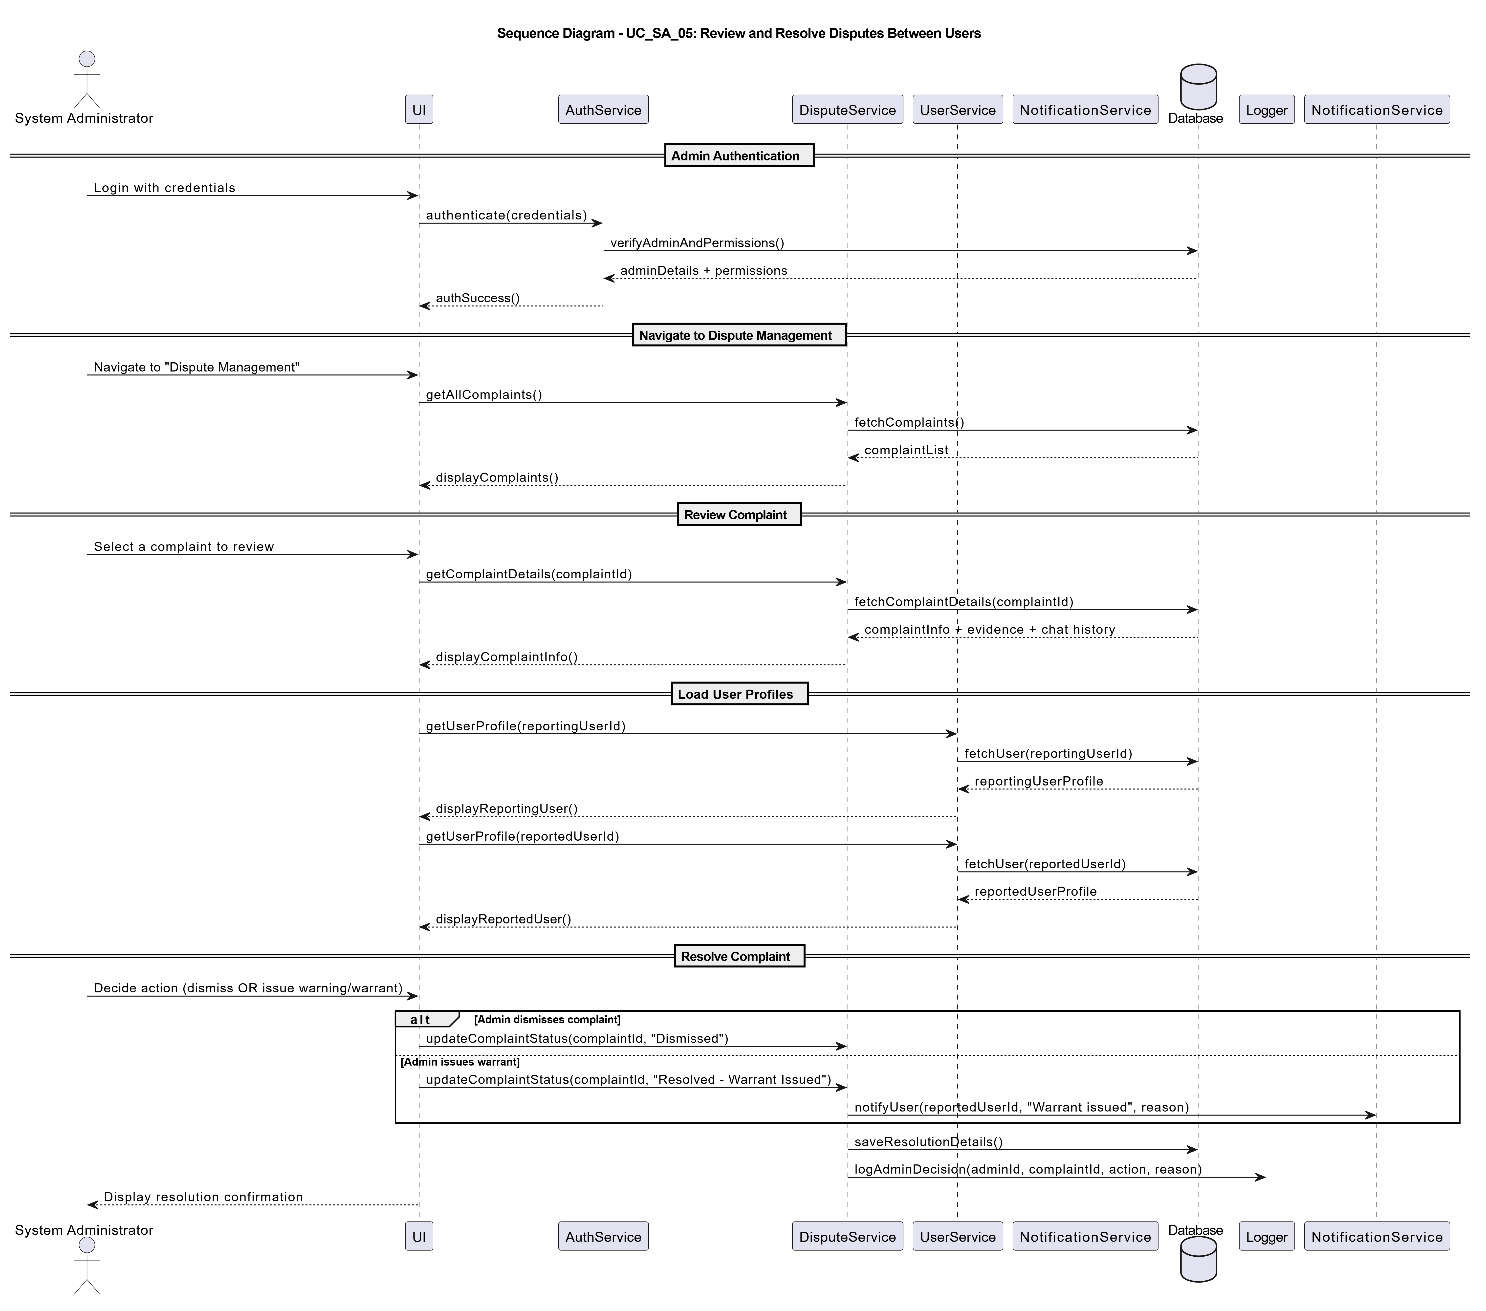 Sequence Diagram - UC_SA_05: Review and Resolve Disputes Between Users
System Administrator
UI
AuthService
DisputeService
UserService
NotificationService
Database
Logger
NotificationService
Admin Authentication
Login with credentials
authenticate(credentials)
verifyAdminAndPermissions()
adminDetails + permissions
authSuccess()
Navigate to Dispute Management
Navigate to "Dispute Management"
getAllComplaints()
fetchComplaints()
complaintList
displayComplaints()
Review Complaint
Select a complaint to review
getComplaintDetails(complaintId)
fetchComplaintDetails(complaintId)
complaintInfo + evidence + chat history
displayComplaintInfo()
Load User Profiles
getUserProfile(reportingUserId)
fetchUser(reportingUserId)
reportingUserProfile
displayReportingUser()
getUserProfile(reportedUserId)
fetchUser(reportedUserId)
reportedUserProfile
displayReportedUser()
Resolve Complaint
Decide action (dismiss OR issue warning/warrant)
alt
[Admin dismisses complaint]
updateComplaintStatus(complaintId, "Dismissed")
[Admin issues warrant]
updateComplaintStatus(complaintId, "Resolved - Warrant Issued")
notifyUser(reportedUserId, "Warrant issued", reason)
saveResolutionDetails()
logAdminDecision(adminId, complaintId, action, reason)
Display resolution confirmation
System Administrator
UI
AuthService
DisputeService
UserService
NotificationService
Database
Logger
NotificationService